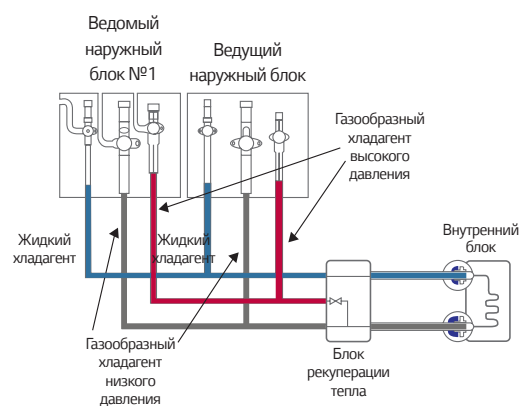 Ведомый
наружный
блок №1
Ведущий
наружный блок
Газообразный
хладагент
высокого
давления
Жидкий
хладагент
Жидкий
хладагент
Внутренний
блок
Газообразный
хладагент
низкого
давления
Блок
рекуперации
тепла